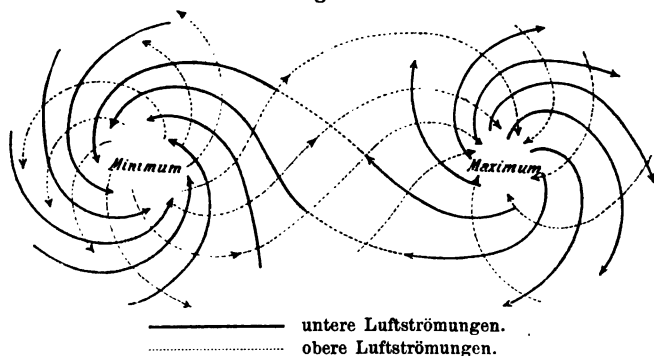 Minimum
Maximum
untere Luftströmungen.
obere Luftströmungen.